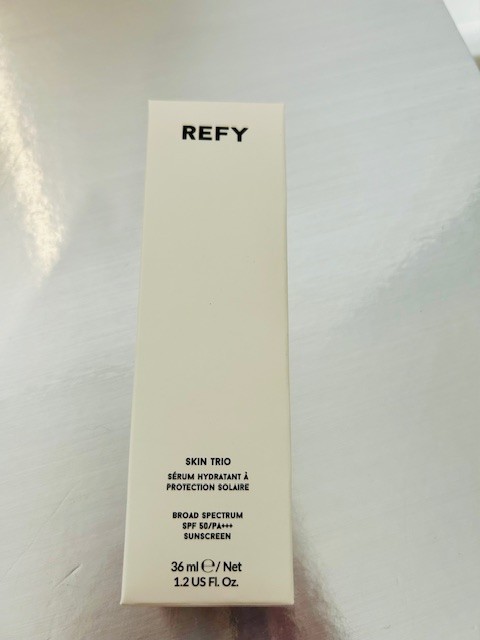 REFY
SKIN TRIO
SÉRUM HYDRATANT À
PROTECTION SOLAIRE
BROAD SPECTRUM
SPF 50/PA+++
SUNSCREEN
36 ml ℮/ Net
1.2 US Fl. Oz.